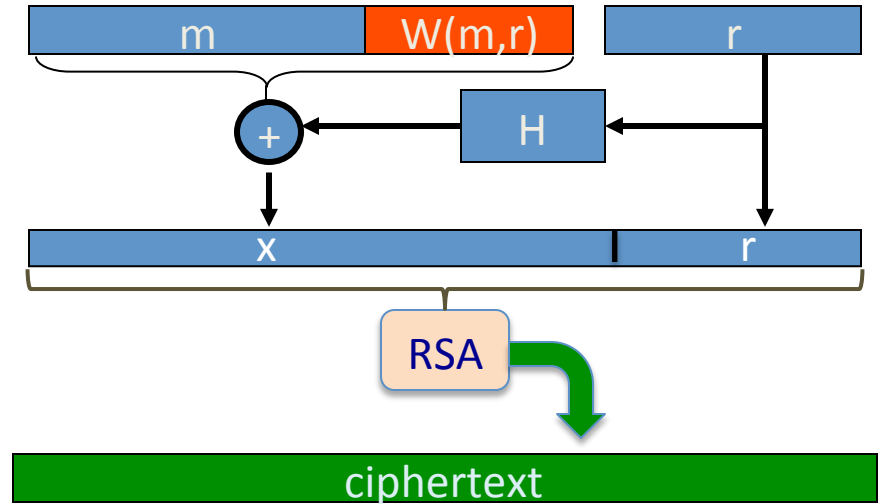 m W(m,r) r
+ H
x r
RSA
ciphertext